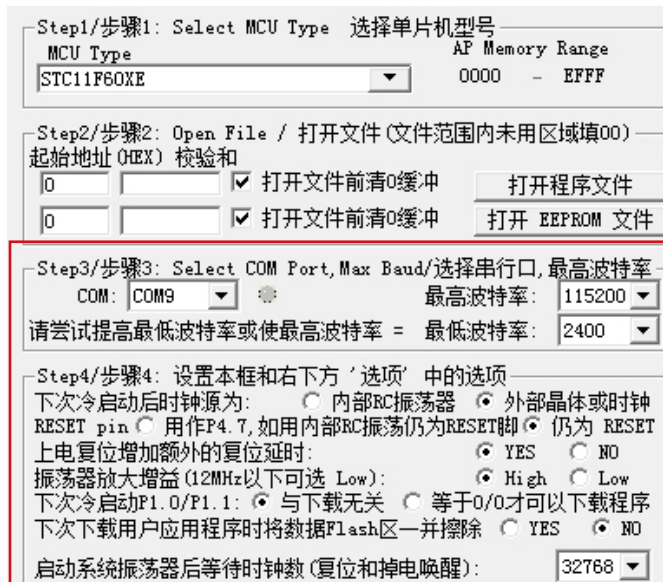 Step1/步骤1: Select MCU Type 选择单片机型号
MCU Type AP Memory Range
STC11F60XE 0000 - EFFF
Step2/步骤2: Open File / 打开文件(文件范围内未用区域填00)
起始地址(HEX) 校验和
0 打开文件前清0缓冲 打开程序文件
0 打开文件前清0缓冲 打开 EEPROM 文件
Step3/步骤3: Select COM Port,Max Baud/选择串行口,最高波特率
COM: COM9 最高波特率: 115200
请尝试提高最低波特率或使最高波特率 = 最低波特率: 2400
Step4/步骤4: 设置本框和右下方 '选项' 中的选项
下次冷启动后时钟源为: 内部RC振荡器 外部晶体或时钟
RESET pin 用作P4.7,如用内部RC振荡仍为RESET脚 仍为 RESET
上电复位增加额外的复位延时: YES NO
振荡器放大增益(12MHz以下可选 Low): High Low
下次冷启动P1.0/P1.1: 与下载无关 等于0/0才可以下载程序
下次下载用户应用程序时将数据Flash区一并擦除 YES NO
启动系统振荡器后等待时钟数(复位和掉电唤醒): 32768